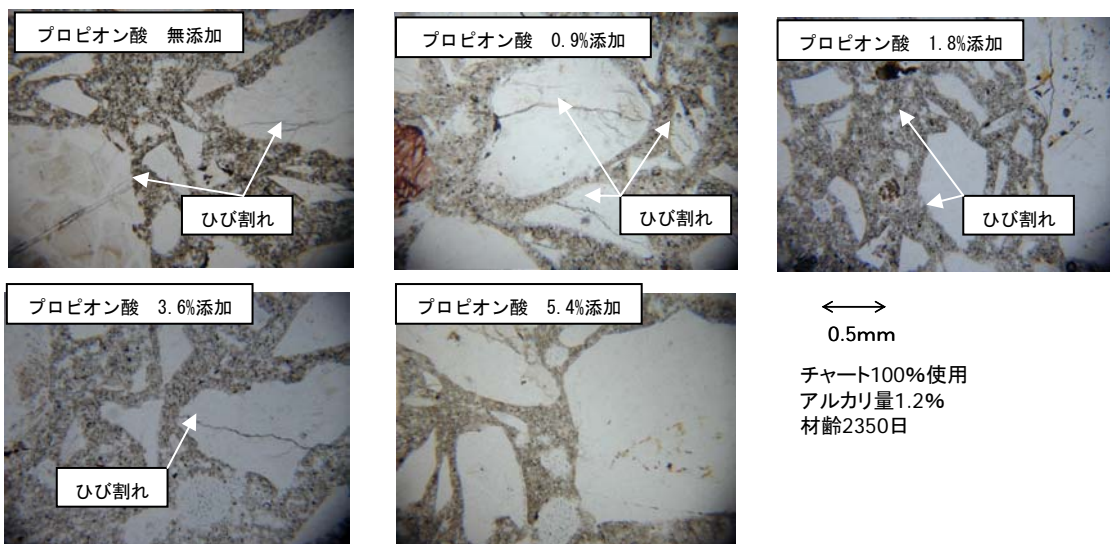 プロピオン酸 無添加
ひび割れ
プロピオン酸 0.9%添加
ひび割れ
プロピオン酸 1.8%添加
ひび割れ
プロピオン酸 3.6%添加
ひび割れ
プロピオン酸 5.4%添加
0.5mm
チャート100%使用
アルカリ量1.2%
材齢2350日